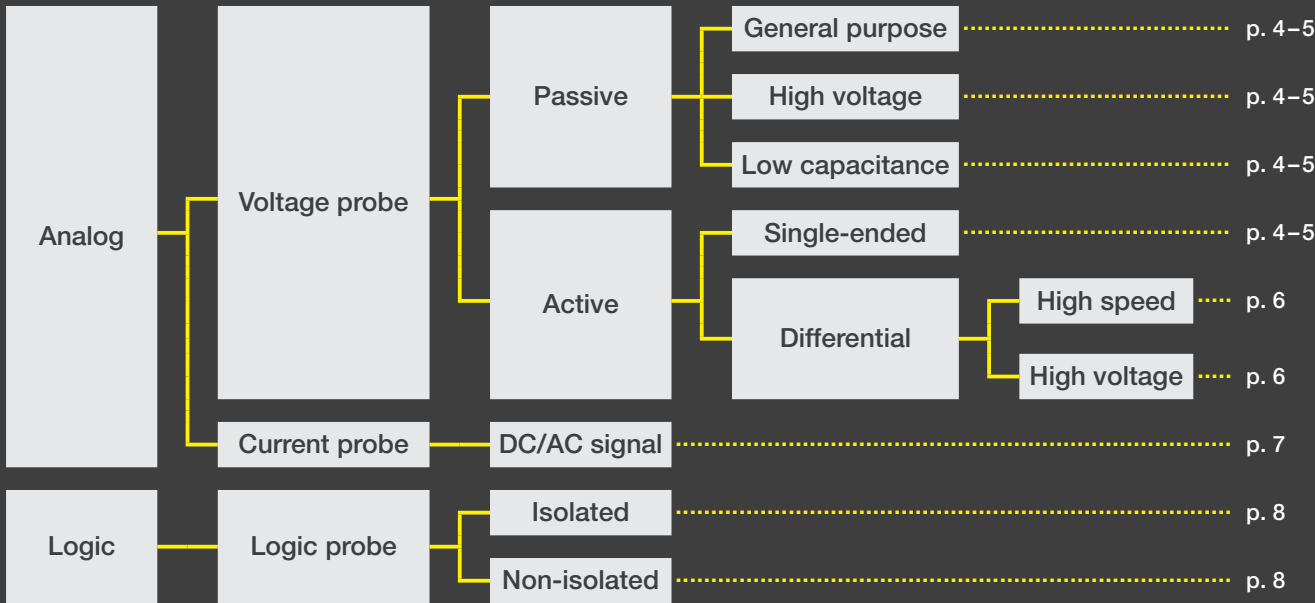 General purpose p. 4–5
Passive High voltage p. 4–5
Low capacitance p. 4–5
Voltage probe
Analog Single-ended p. 4–5
Active High speed p. 6
Differential
High voltage p. 6
Current probe DC/AC signal p. 7
Isolated p. 8
Logic Logic probe
Non-isolated p. 8